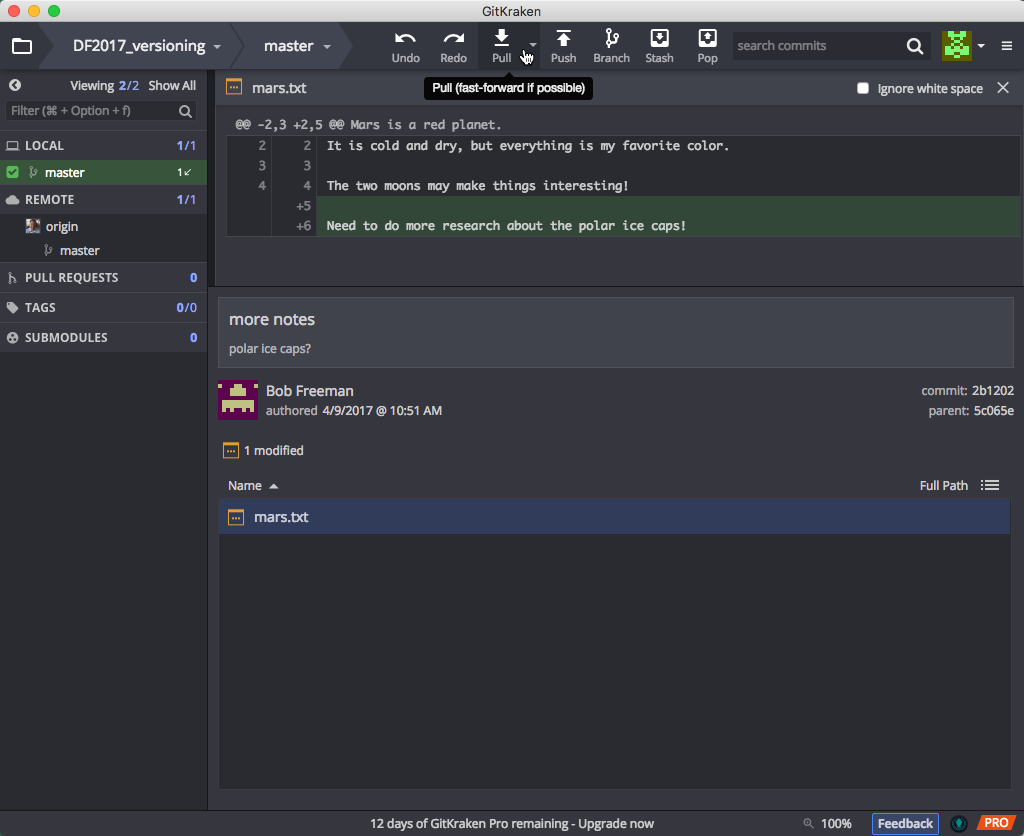 GitKraken
DF2017_versioning
master
Undo
Redo
Pull
Push
Branch
Stash
Pop
search commits
Viewing 2/2 Show All
Filter (⌘ + Option + f)
LOCAL 1/1
master 1↙
REMOTE 1/1
origin
master
PULL REQUESTS 0
TAGS 0/0
SUBMODULES 0
mars.txt
Pull (fast-forward if possible)
Ignore white space
@@ -2,3 +2,5 @@ Mars is a red planet.
2 2 It is cold and dry, but everything is my favorite color.
3 3
4 4 The two moons may make things interesting!
+5
+6 Need to do more research about the polar ice caps!
more notes
polar ice caps?
Bob Freeman
authored 4/9/2017 @ 10:51 AM
commit: 2b1202
parent: 5c065e
1 modified
Name
Full Path
mars.txt
12 days of GitKraken Pro remaining - Upgrade now
100%
Feedback
PRO